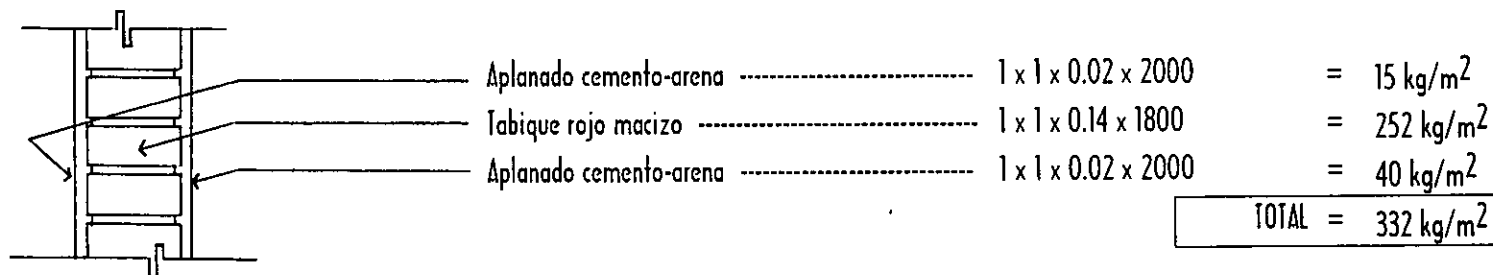 Aplanado cemento-arena ---------------------- 1 x 1 x 0.02 x 2000 = 15 kg/m²
Tabique rojo macizo -------------------------- 1 x 1 x 0.14 x 1800 = 252 kg/m²
Aplanado cemento-arena ---------------------- 1 x 1 x 0.02 x 2000 = 40 kg/m²
TOTAL = 332 kg/m²